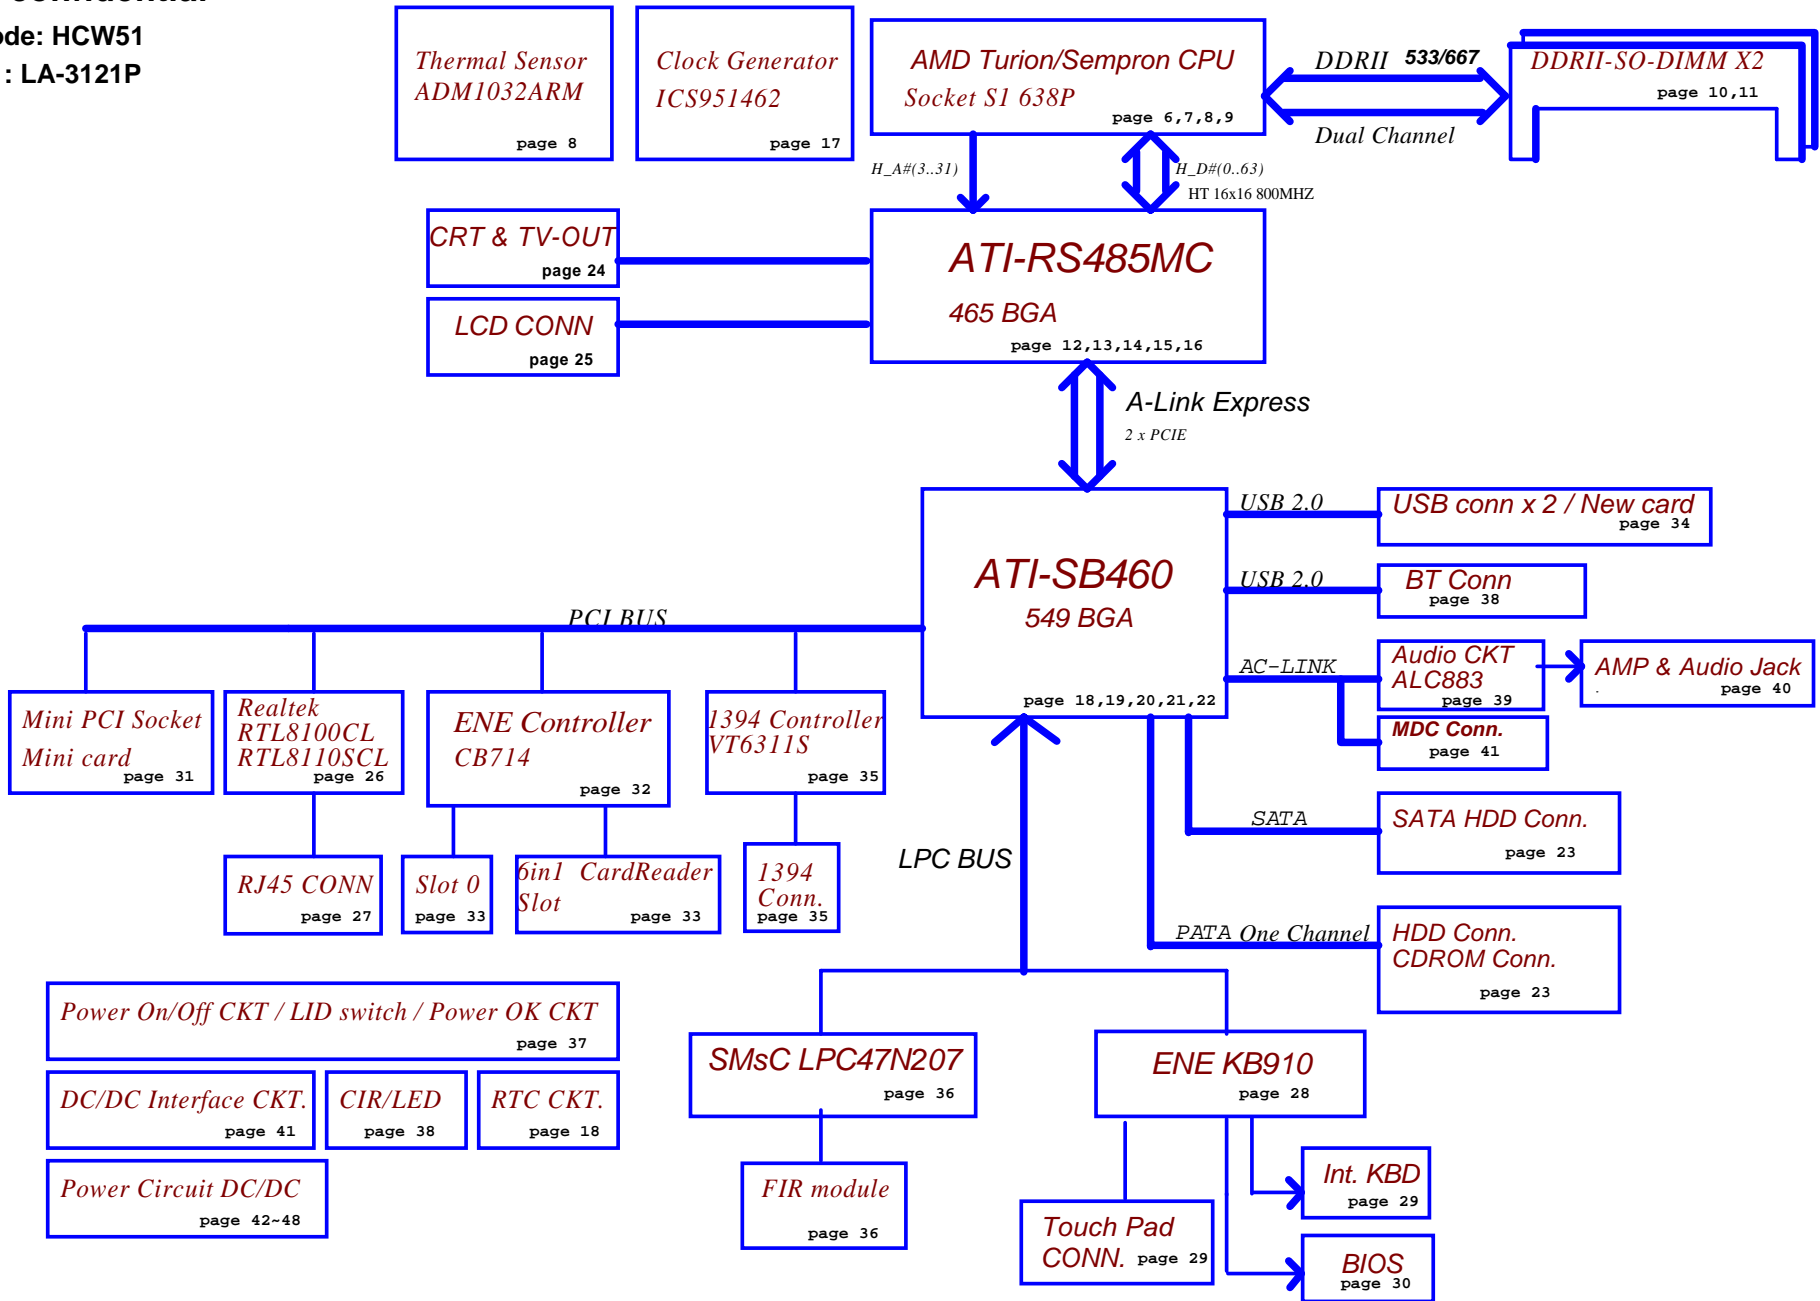 ode: HCW51
: LA-3121P
Thermal Sensor
ADM1032ARM
page 8
Clock Generator
ICS951462
page 17
AMD Turion/Sempron CPU
Socket S1 638P
page 6,7,8,9
DDRII 533/667
Dual Channel
DDRII-SO-DIMM X2
page 10,11
H_A#(3..31)
H_D#(0..63)
HT 16x16 800MHZ
CRT & TV-OUT
page 24
LCD CONN
page 25
ATI-RS485MC
465 BGA
page 12,13,14,15,16
A-Link Express
2 x PCIE
ATI-SB460
549 BGA
page 18,19,20,21,22
USB 2.0
USB conn x 2 / New card
page 34
USB 2.0
BT Conn
page 38
AC-LINK
Audio CKT
ALC883
page 39
AMP & Audio Jack
page 40
MDC Conn.
page 41
PCI BUS
Mini PCI Socket
Mini card
page 31
Realtek
RTL8100CL
RTL8110SCL
page 26
ENE Controller
CB714
page 32
1394 Controller
VT6311S
page 35
SATA
SATA HDD Conn.
page 23
LPC BUS
RJ45 CONN
page 27
Slot 0
page 33
6in1 CardReader
Slot
page 33
1394
Conn.
page 35
PATA One Channel
HDD Conn.
CDROM Conn.
page 23
Power On/Off CKT / LID switch / Power OK CKT
page 37
DC/DC Interface CKT.
page 41
CIR/LED
page 38
RTC CKT.
page 18
Power Circuit DC/DC
page 42~48
SMsC LPC47N207
page 36
FIR module
page 36
ENE KB910
page 28
Touch Pad
CONN. page 29
Int. KBD
page 29
BIOS
page 30